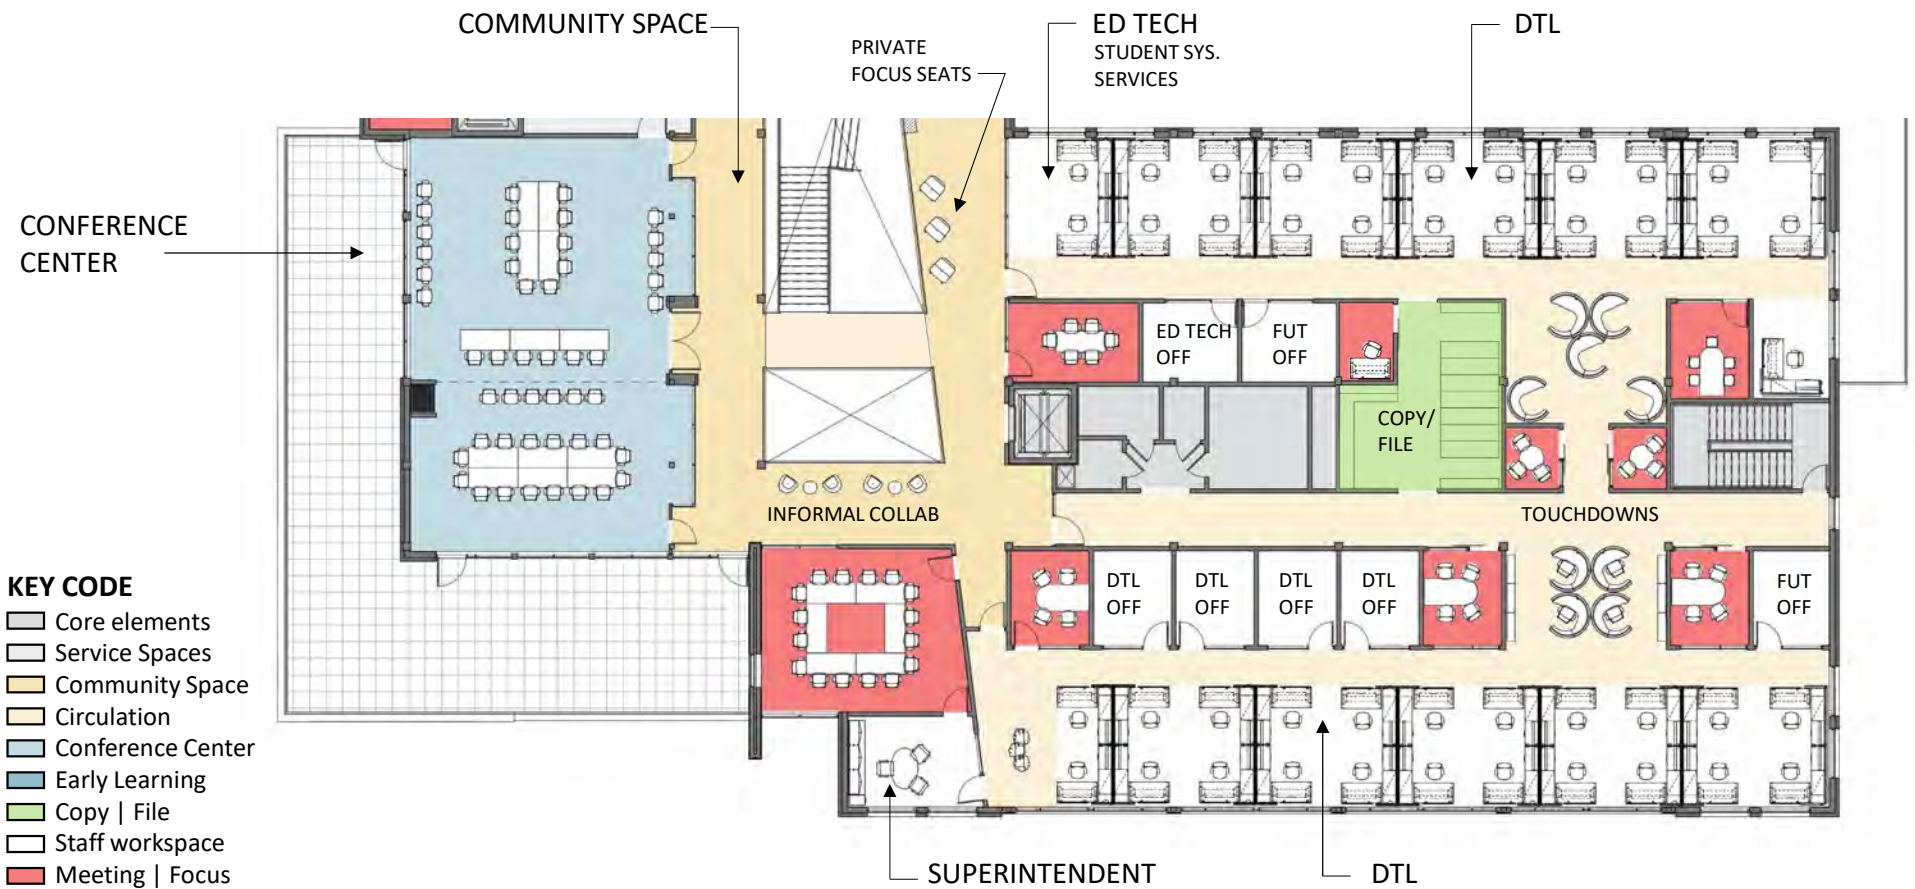 COMMUNITY SPACE
PRIVATE
FOCUS SEATS
ED TECH
STUDENT SYS.
SERVICES
DTL
CONFERENCE
CENTER
ED TECH
OFF
FUT
OFF
COPY/
FILE
INFORMAL COLLAB
TOUCHDOWNS
DTL
OFF
DTL
OFF
DTL
OFF
DTL
OFF
FUT
OFF
KEY CODE
Core elements
Service Spaces
Community Space
Circulation
Conference Center
Early Learning
Copy | File
Staff workspace
Meeting | Focus
SUPERINTENDENT
DTL